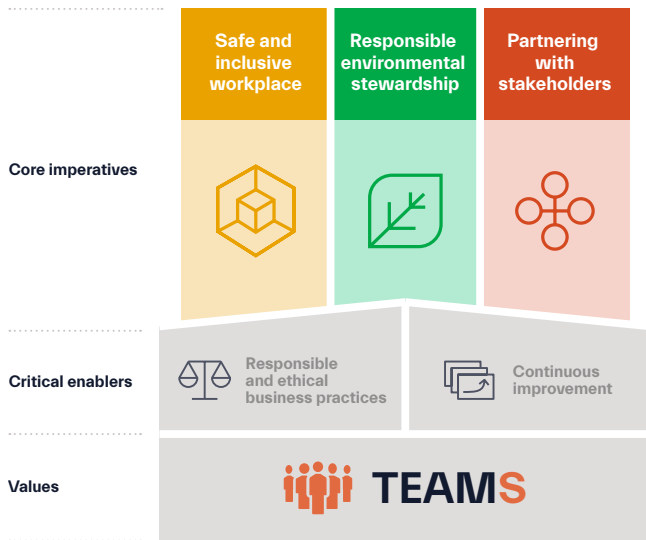 Safe and
inclusive
workplace
Responsible
environmental
stewardship
Partnering
with
stakeholders
Core imperatives
Critical enablers
Responsible
and ethical
business practices
Continuous
improvement
Values
TEAMS